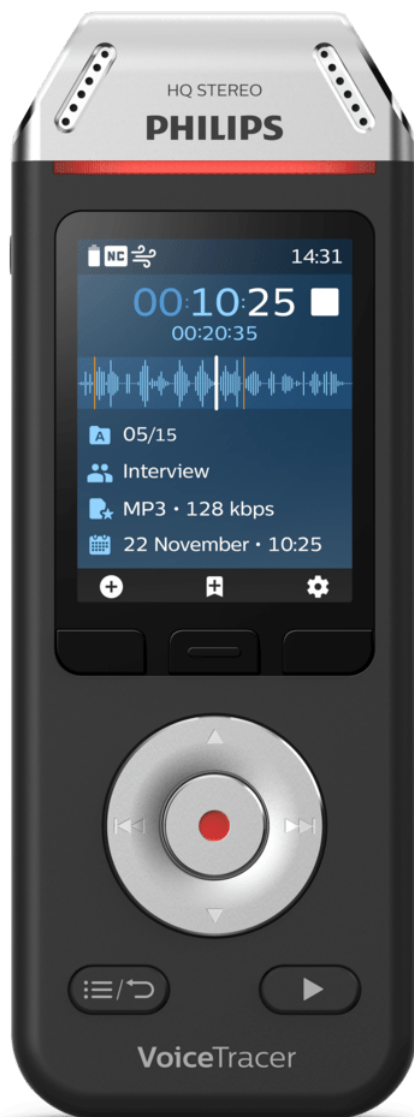 HQ STEREO
PHILIPS
NC 14:31
00:10:25
00:20:35
A 05/15
Interview
MP3 • 128 kbps
22 November • 10:25
VoiceTracer